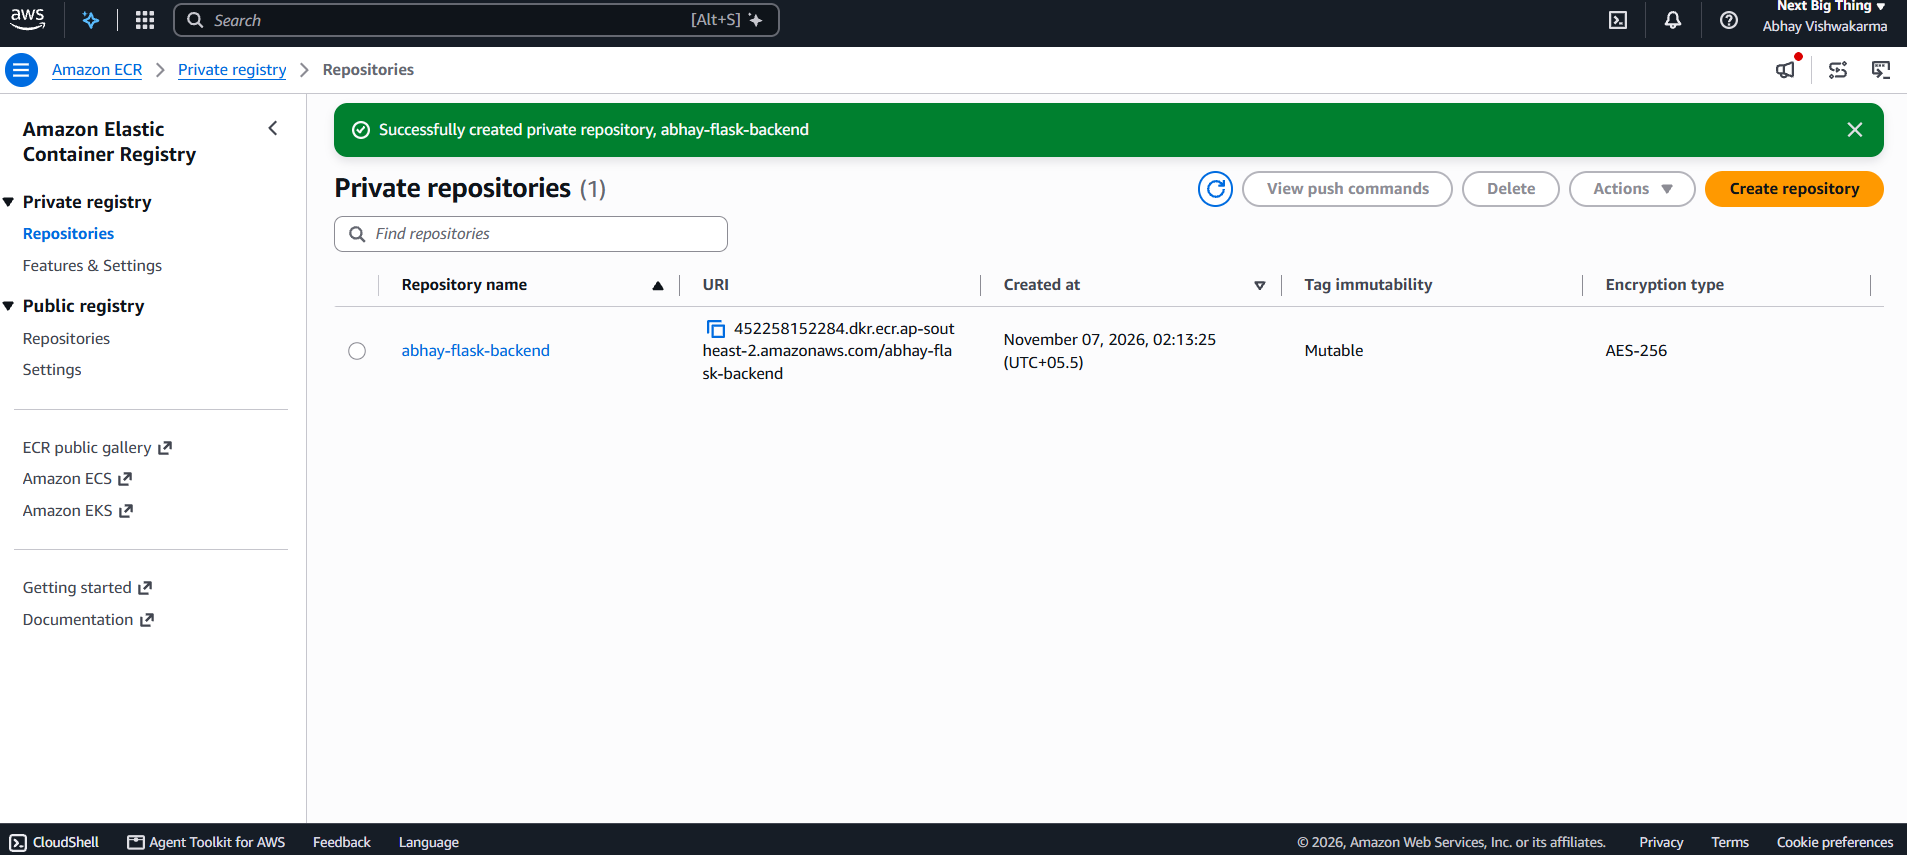 aws
Search [Alt+S]
Next Big Thing
Abhay Vishwakarma
Amazon ECR
Private registry
Repositories
Amazon Elastic
Container Registry
Private registry
Repositories
Features & Settings
Public registry
Repositories
Settings
ECR public gallery
Amazon ECS
Amazon EKS
Getting started
Documentation
Successfully created private repository, abhay-flask-backend
Private repositories (1)
View push commands
Delete
Actions
Create repository
Find repositories
Repository name
URI
Created at
Tag immutability
Encryption type
abhay-flask-backend
452258152284.dkr.ecr.ap-sout
heast-2.amazonaws.com/abhay-fla
sk-backend
November 07, 2026, 02:13:25
(UTC+05.5)
Mutable
AES-256
CloudShell
Agent Toolkit for AWS
Feedback
Language
© 2026, Amazon Web Services, Inc. or its affiliates.
Privacy
Terms
Cookie preferences